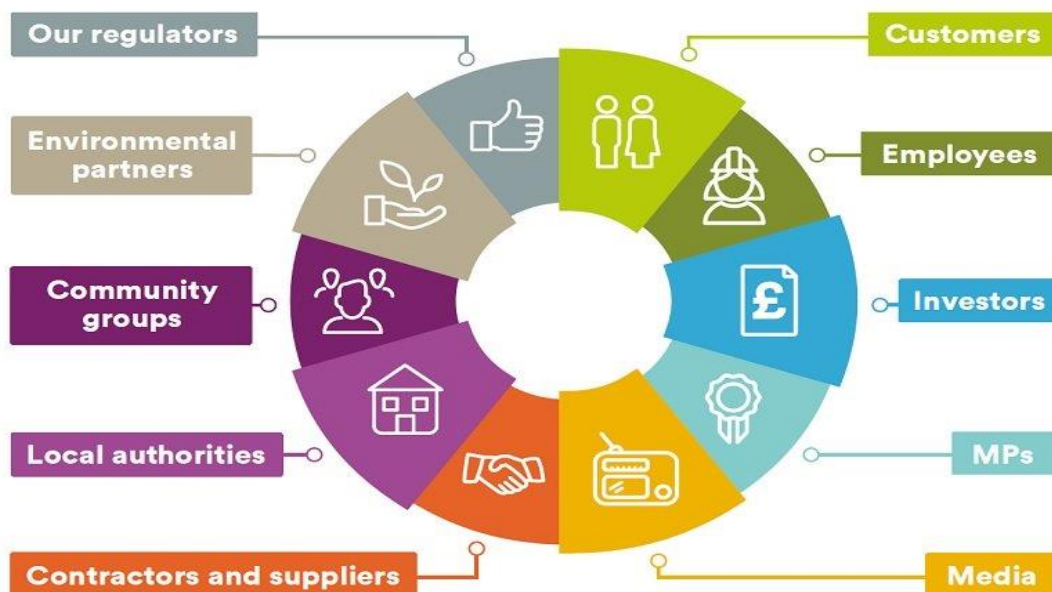 Our regulators
Customers
Environmental
partners
Employees
Community
groups
£
Investors
Local authorities
MPs
Contractors and suppliers
Media